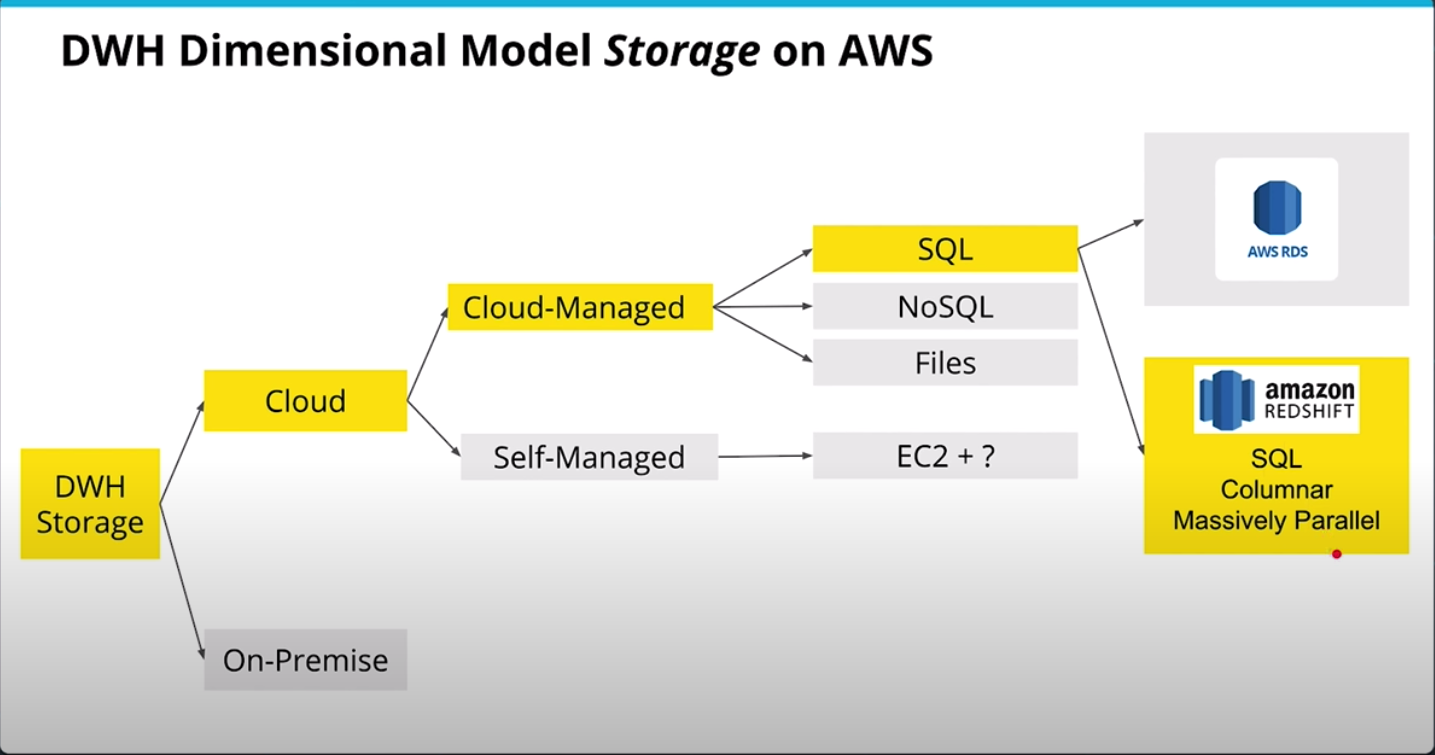 DWH Dimensional Model Storage on AWS
AWS RDS
SQL
Cloud-Managed
NoSQL
Files
Cloud
amazon
REDSHIFT
SQL
Columnar
Massively Parallel
Self-Managed
EC2 + ?
DWH
Storage
On-Premise